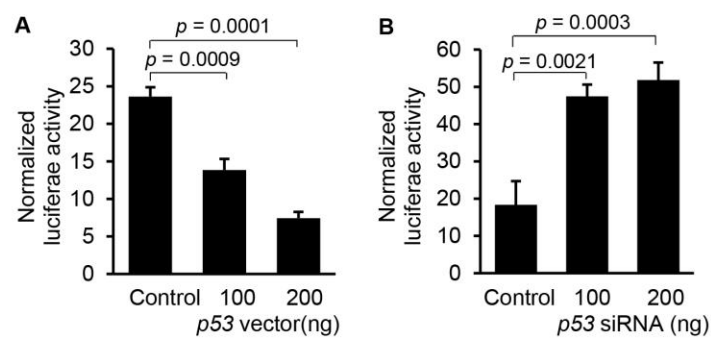 A
p = 0.0001
p = 0.0009
Normalized
luciferae activity
30
25
20
15
10
5
0
Control 100 200
p53 vector(ng)
B
p = 0.0003
p = 0.0021
Normalized
luciferae activity
60
50
40
30
20
10
0
Control 100 200
p53 siRNA (ng)